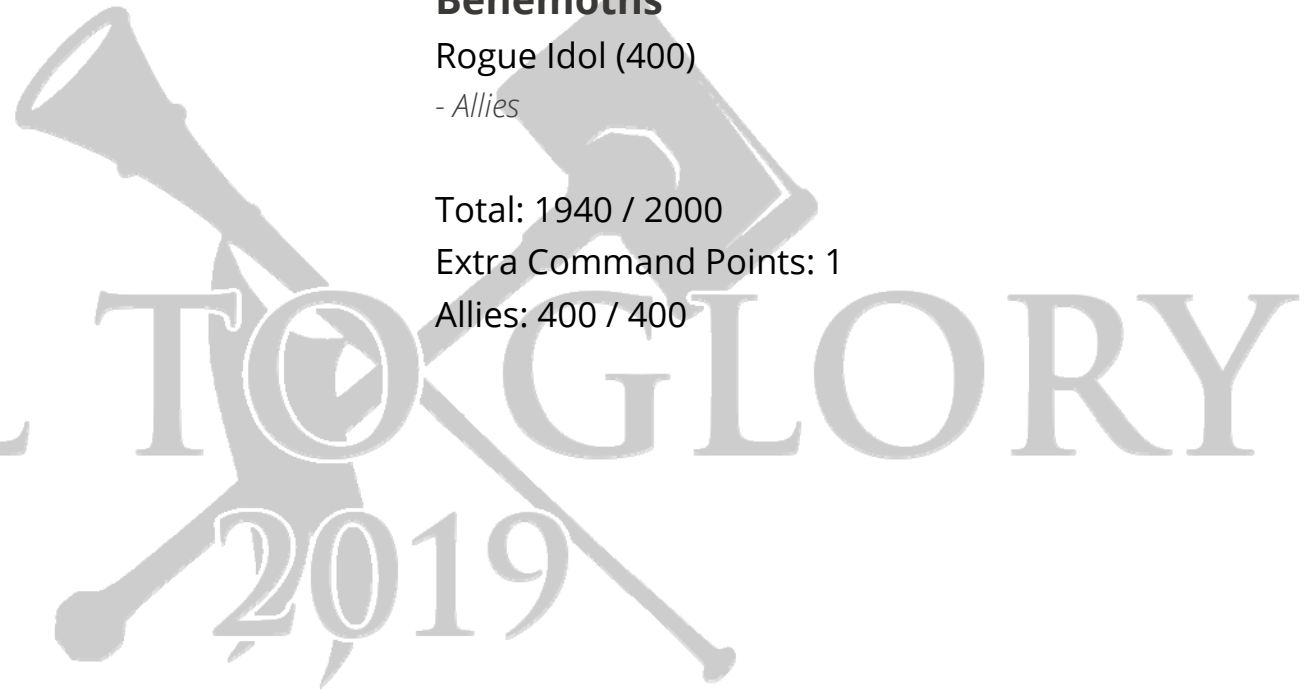 Behemoths
Rogue Idol (400)
- Allies
Total: 1940 / 2000
Extra Command Points: 1
Allies: 400 / 400
L TO GLORY
2019